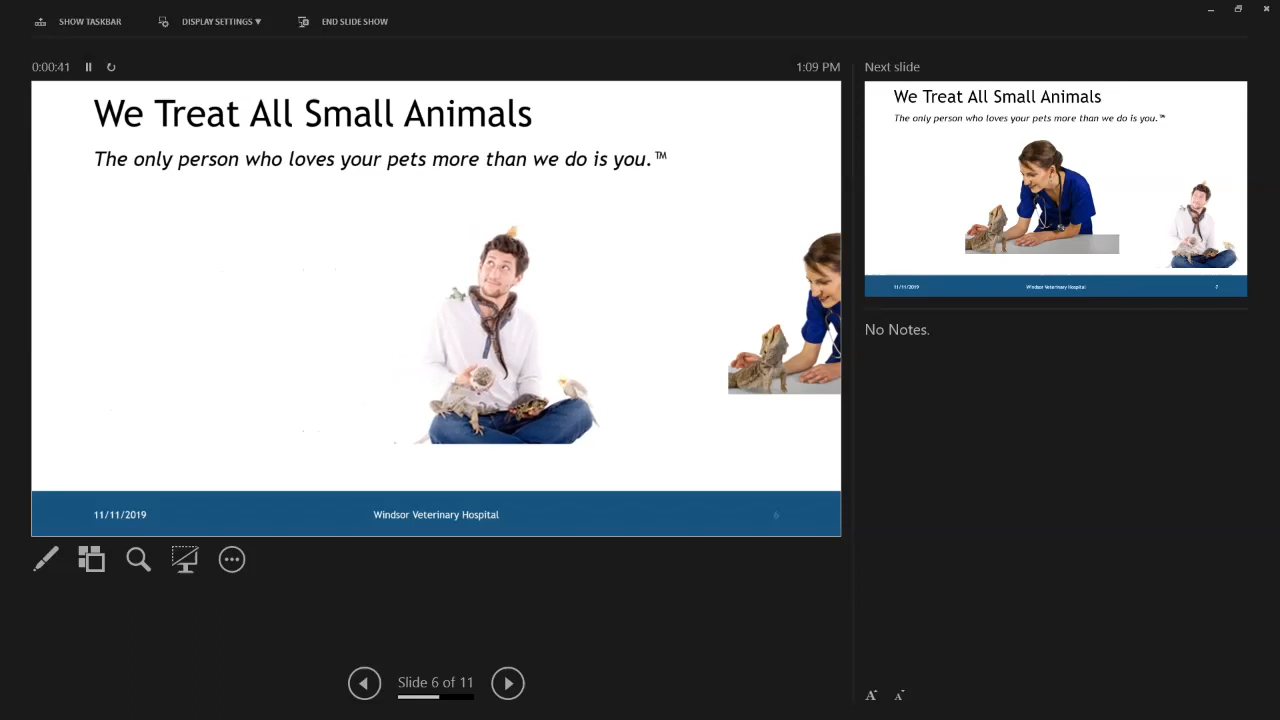 SHOW TASKBAR
DISPLAY SETTINGS ▼
END SLIDE SHOW
0:00:41
1:09 PM
Next slide
We Treat All Small Animals
The only person who loves your pets more than we do is you.™
11/11/2019
Windsor Veterinary Hospital
6
We Treat All Small Animals
The only person who loves your pets more than we do is you.™
11/11/2019
Windsor Veterinary Hospital
No Notes.
Slide 6 of 11
A
A